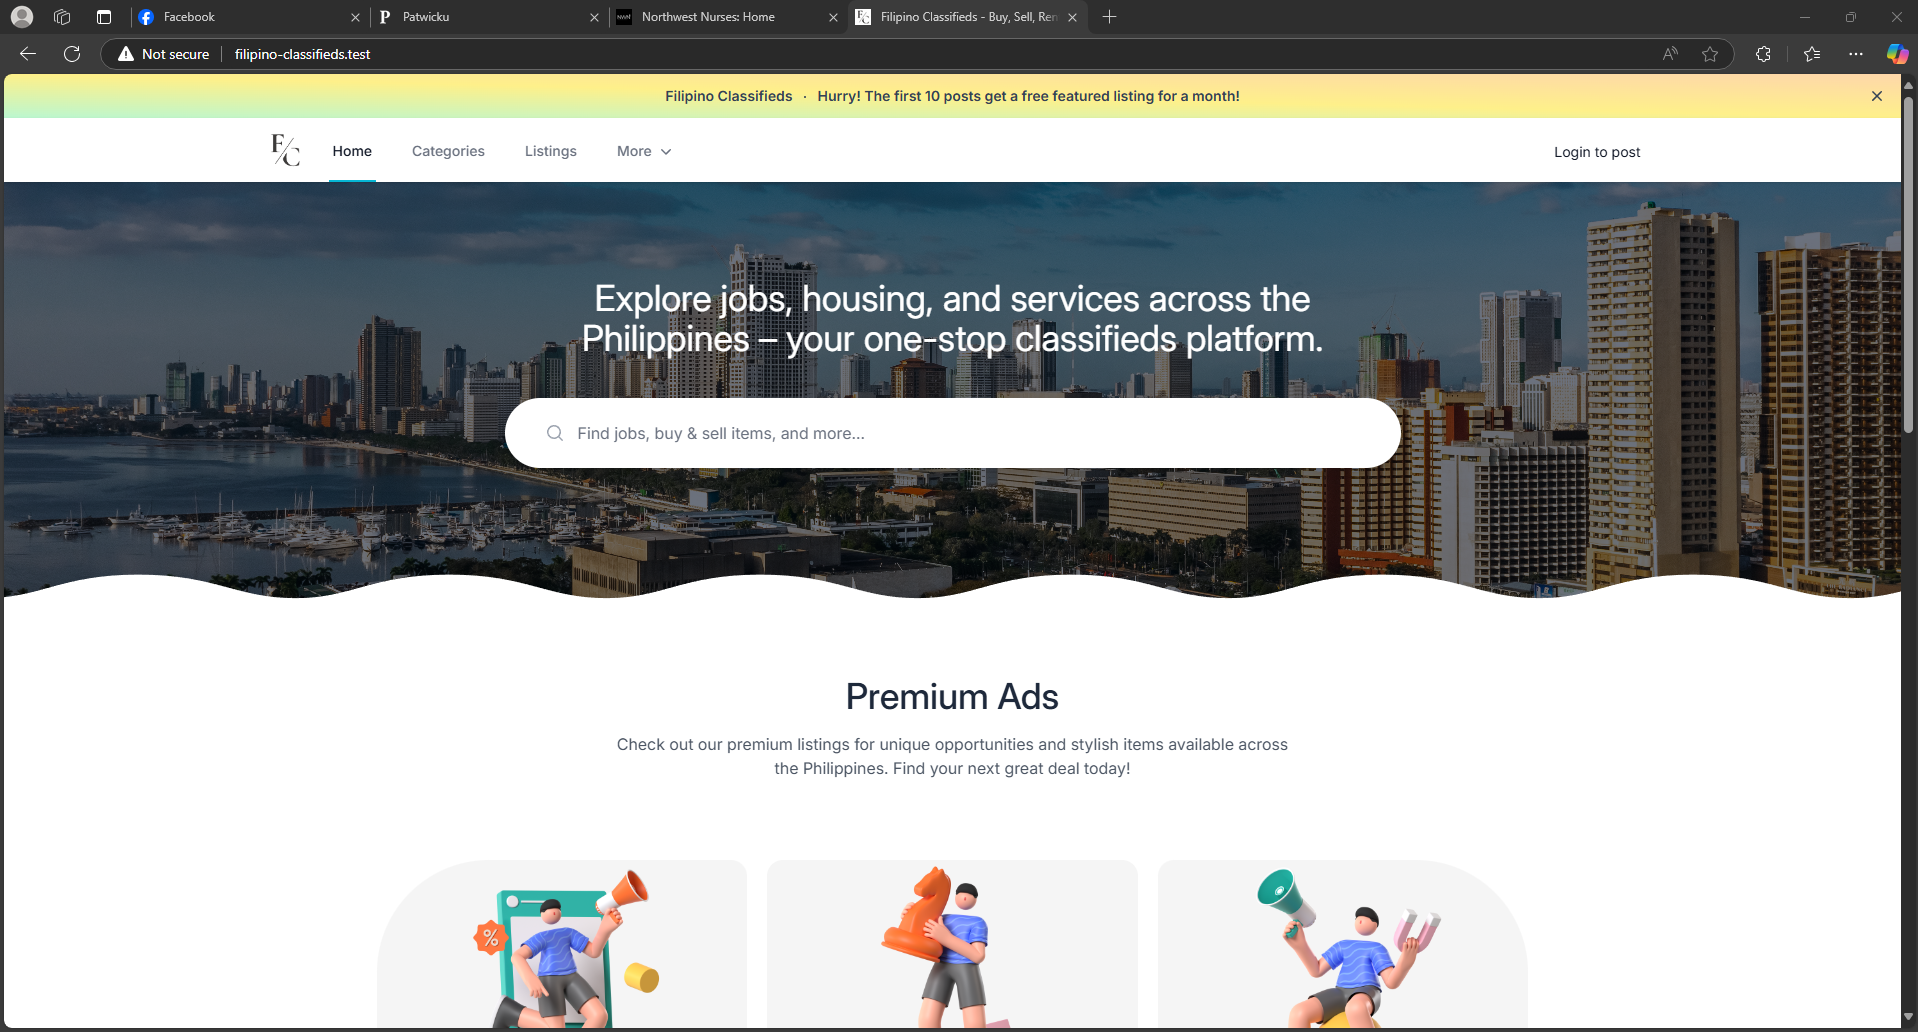 Facebook
Patwicku
Northwest Nurses: Home
Filipino Classifieds - Buy, Sell, Ren
Not secure
filipino-classifieds.test
Filipino Classifieds · Hurry! The first 10 posts get a free featured listing for a month!
F/C
Home
Categories
Listings
More
Login to post
Explore jobs, housing, and services across the
Philippines – your one-stop classifieds platform.
Find jobs, buy & sell items, and more...
Premium Ads
Check out our premium listings for unique opportunities and stylish items available across
the Philippines. Find your next great deal today!
%